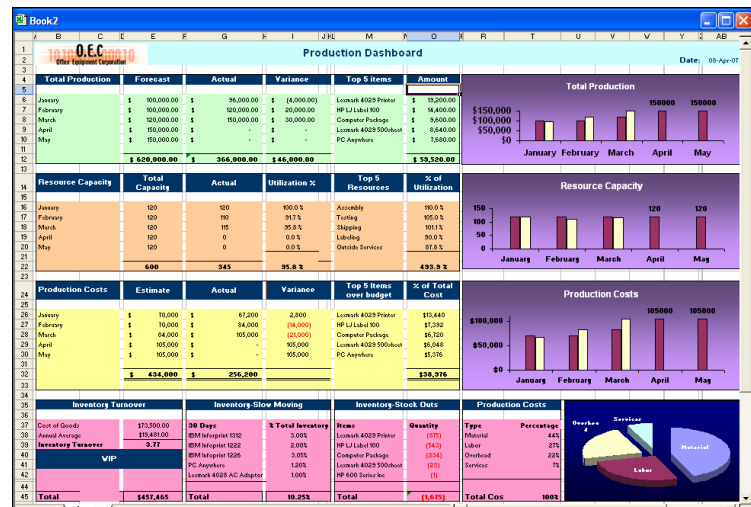 Book2
A B C D E F G H I J K L M N O P R T U V W Y Z AB
1010 O.E.C 00010
Office Equipment Corporation
Production Dashboard
Date: 08-Apr-07
Total Production Forecast Actual Variance Top 5 items Amount
January $ 100,000.00 $ 96,000.00 $ (4,000.00) Lexmark 4029 Printer $ 19,200.00
February $ 100,000.00 $ 120,000.00 $ 20,000.00 HP LJ Label 100 $ 14,400.00
March $ 120,000.00 $ 150,000.00 $ 30,000.00 Computer Package $ 9,600.00
April $ 150,000.00 $ - $ - Lexmark 4029 500sheet $ 8,640.00
May $ 150,000.00 $ - $ - PC Anywhere $ 7,680.00
$ 620,000.00 $ 366,000.00 $ 46,000.00 $ 59,520.00
Total Production
150000 150000
$150,000
$100,000
$50,000
$0
January February March April May
Resource Capacity Total Capacity Actual Utilization % Top 5 Resources % of Utilization
January 120 120 100.0 % Assembly 110.0 %
February 120 110 91.7 % Testing 105.0 %
March 120 115 95.8 % Shipping 101.1 %
April 120 0 0.0 % Labeling 90.0 %
May 120 0 0.0 % Outside Services 87.8 %
600 345 95.8 % 493.9 %
Resource Capacity
120 120
150
100
50
0
January February March April May
Production Costs Estimate Actual Variance Top 5 Items over budget % of Total Cost
January $ 70,000 $ 67,200 2,800 Lexmark 4029 Printer $13,440
February $ 70,000 $ 84,000 (14,000) HP LJ Label 100 $7,392
March $ 84,000 $ 105,000 (21,000) Computer Package $6,720
April $ 105,000 $ - 105,000 Lexmark 4029 500sheet $6,048
May $ 105,000 $ - 105,000 PC Anywhere $5,376
$ 434,000 $ 256,200 $38,976
Production Costs
105000 105000
$100,000
$50,000
$0
January February March April May
Inventory Turnover Inventory-Slow Moving Inventory-Stock Outs Production Costs
Cost of Goods $73,500.00 30 Days % Total Inventory Items Quantity Type Percentage
Annual Average $19,481.00 IBM Infoprint 1312 3.00% Lexmark 4029 Printer (875) Material 44%
Inventory Turnover 3.77 IBM Infoprint 1222 2.00% HP LJ Label 100 (543) Labor 27%
VIP IBM Infoprint 1226 3.05% Computer Package (234) Overhead 22%
PC Anywhere 1.20% Lexmark 4029 500sheet (23) Services 7%
Lexmark 4028 AC Adaptor 1.00% HP 600 Series Inc (1)
Total $457,465 Total 10.25% Total (1,675) Total Cos 100%
Services
Overhead
Material
Labor